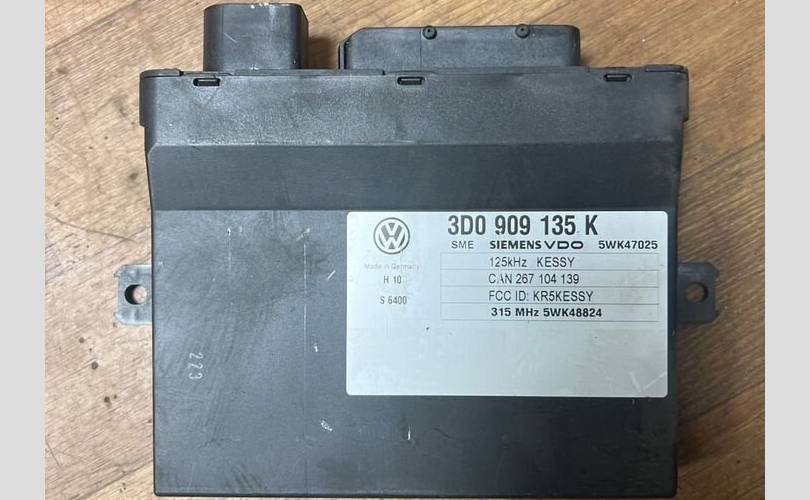 3D0 909 135 K
SME SIEMENS VDO 5WK47025
Made in Germany
125kHz KESSY
H 10
CAN 267 104 139
S 6400
FCC ID: KR5KESSY
315 MHz 5WK48824
223